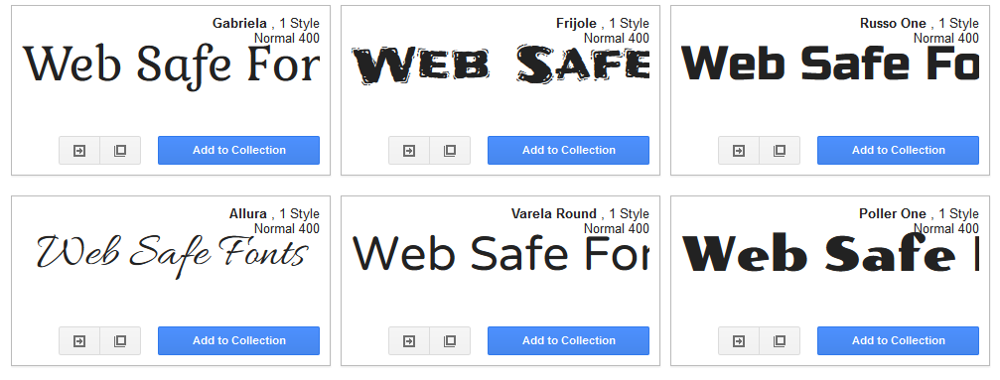 Gabriela , 1 Style
Normal 400
Web Safe For
Add to Collection
Frijole , 1 Style
Normal 400
Web Safe
Add to Collection
Russo One , 1 Style
Normal 400
Web Safe Fo
Add to Collection
Allura , 1 Style
Normal 400
Web Safe Fonts
Add to Collection
Varela Round , 1 Style
Normal 400
Web Safe For
Add to Collection
Poller One , 1 Style
Normal 400
Web Safe
Add to Collection